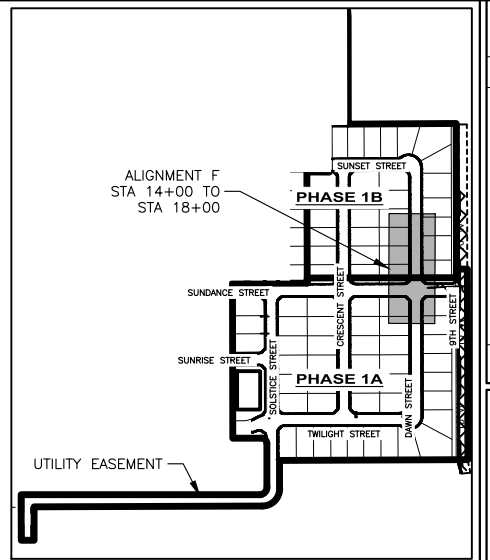 SUNSET STREET
ALIGNMENT F
STA 14+00 TO
STA 18+00
PHASE 1B
SUNDANCE STREET
CRESCENT STREET
9TH STREET
SUNRISE STREET
SOLSTICE STREET
PHASE 1A
DAWN STREET
TWILIGHT STREET
UTILITY EASEMENT